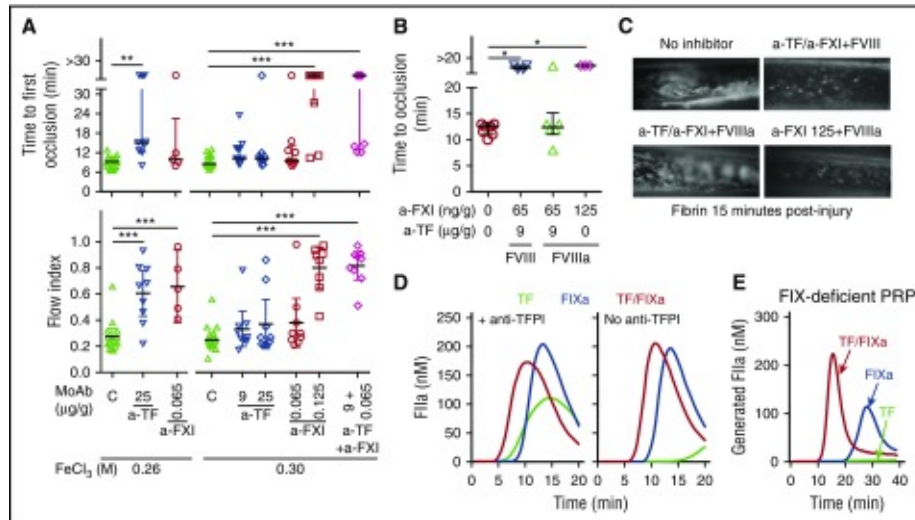 A
Time to first
occlusion (min)
>30
30
24
18
12
6
0
**
***
***
Flow index
1.0
0.8
0.6
0.4
0.2
***
***
***
***
MoAb
(µg/g)
C
25
0.065
a-TF
a-FXI
C
9
25
0.065
0.125
9 +
0.065
a-TF
a-FXI
a-TF
+a-FXI
FeCl3 (M)
0.26
0.30
B
Time to occlusion
(min)
>20
20
15
10
5
0
*
*
a-FXI (ng/g)
0
65
65
125
a-TF (µg/g)
0
9
9
0
FVIII
FVIIIa
C
No inhibitor
a-TF/a-FXI+FVIII
a-TF/a-FXI+FVIIIa
a-FXI 125+FVIIIa
Fibrin 15 minutes post-injury
D
TF
FIXa
TF/FIXa
+ anti-TFPI
No anti-TFPI
FIIa (nM)
250
200
150
100
50
0
0
5
10
15
20
0
5
10
15
20
Time (min)
E
FIX-deficient PRP
Generated FIIa (nM)
300
200
100
0
TF/FIXa
FIXa
TF
0
10
20
30
40
Time (min)